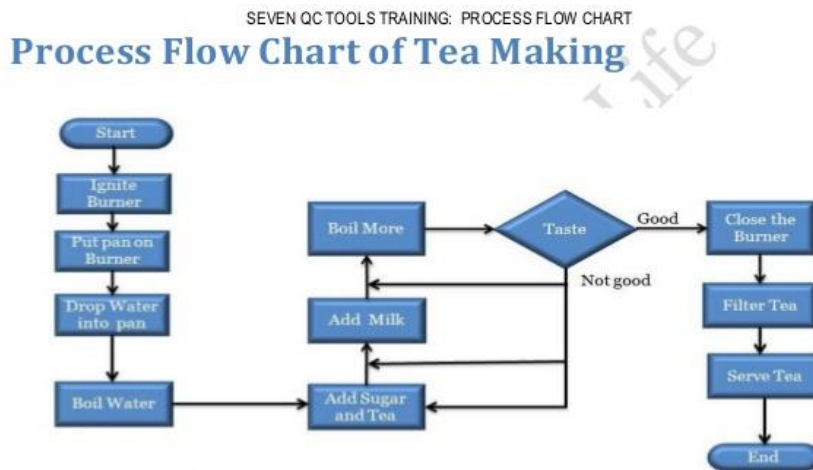 SEVEN QC TOOLS TRAINING: PROCESS FLOW CHART
Process Flow Chart of Tea Making
Life
Start
Ignite
Burner
Put pan on
Burner
Drop Water
into pan
Boil Water
Add Sugar
and Tea
Add Milk
Boil More
Taste
Good
Not good
Close the
Burner
Filter Tea
Serve Tea
End